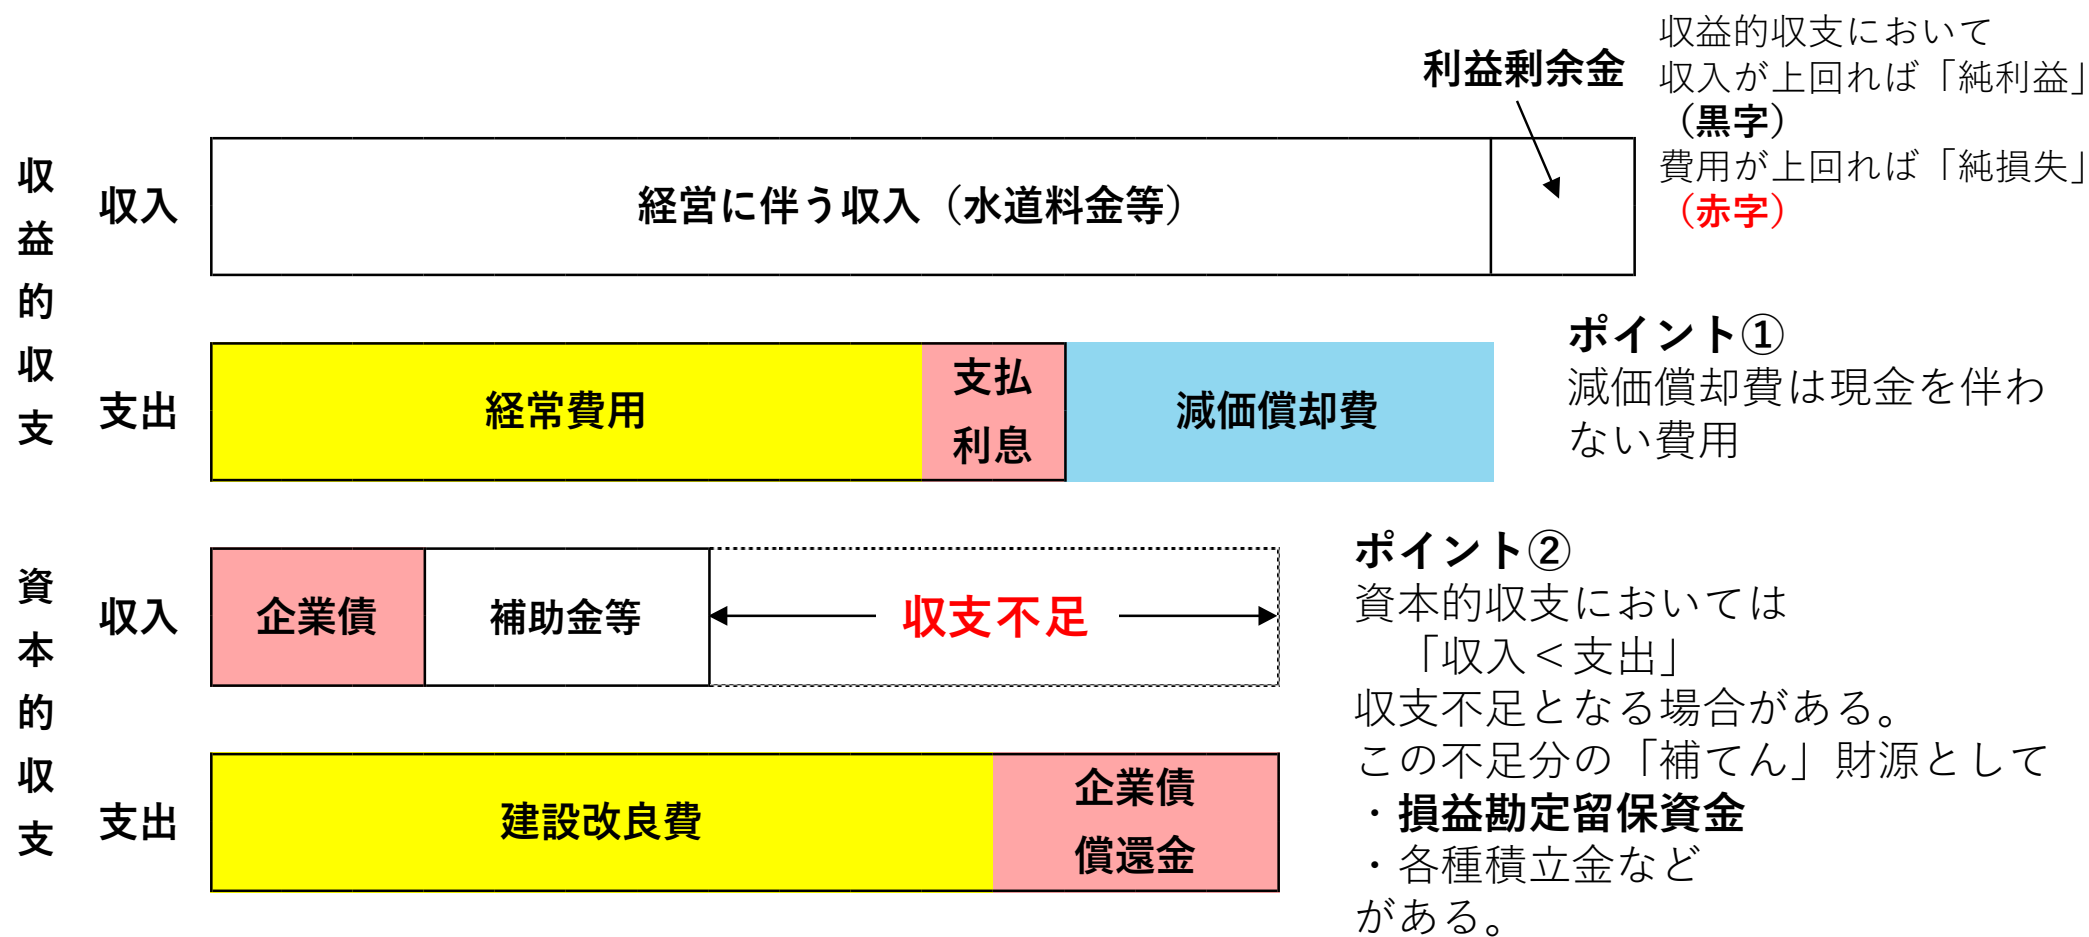 収益的収支において
利益剰余金
収入が上回れば「純利益」
（黒字）
費用が上回れば「純損失」
（赤字）
収益的収支
収入
経営に伴う収入（水道料金等）
支出
経常費用
支払
利息
減価償却費
ポイント①
減価償却費は現金を伴わ
ない費用
資本的収支
収入
企業債
補助金等
収支不足
支出
建設改良費
企業債
償還金
ポイント②
資本的収支においては
「収入＜支出」
収支不足となる場合がある。
この不足分の「補てん」財源として
・損益勘定留保資金
・各種積立金など
がある。